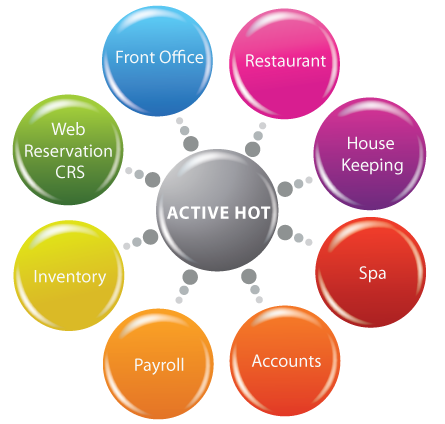 Front Office
Restaurant
Web
Reservation
CRS
House
Keeping
ACTIVE HOT
Inventory
Spa
Payroll
Accounts